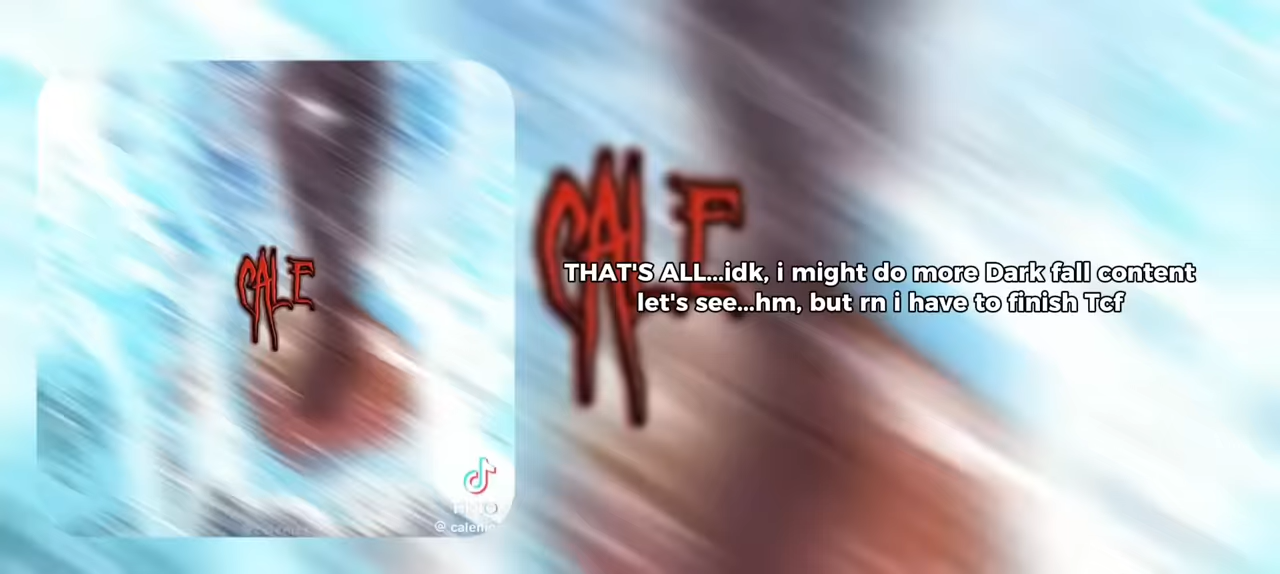 CALE
CALE
THAT'S ALL...idk, i might do more Dark fall content
let's see...hm, but rn i have to finish Tcf